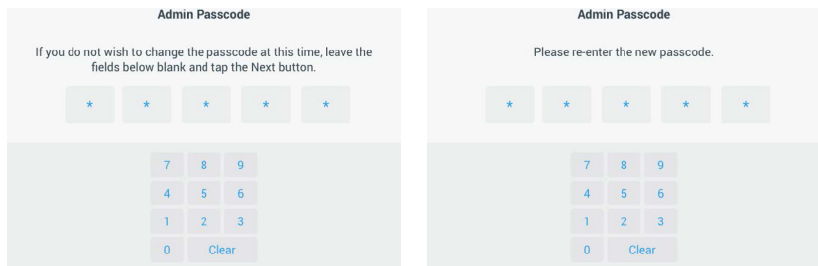 Admin Passcode
If you do not wish to change the passcode at this time, leave the
fields below blank and tap the Next button.
* * * * *
7 8 9
4 5 6
1 2 3
0 Clear
Admin Passcode
Please re-enter the new passcode.
* * * * *
7 8 9
4 5 6
1 2 3
0 Clear